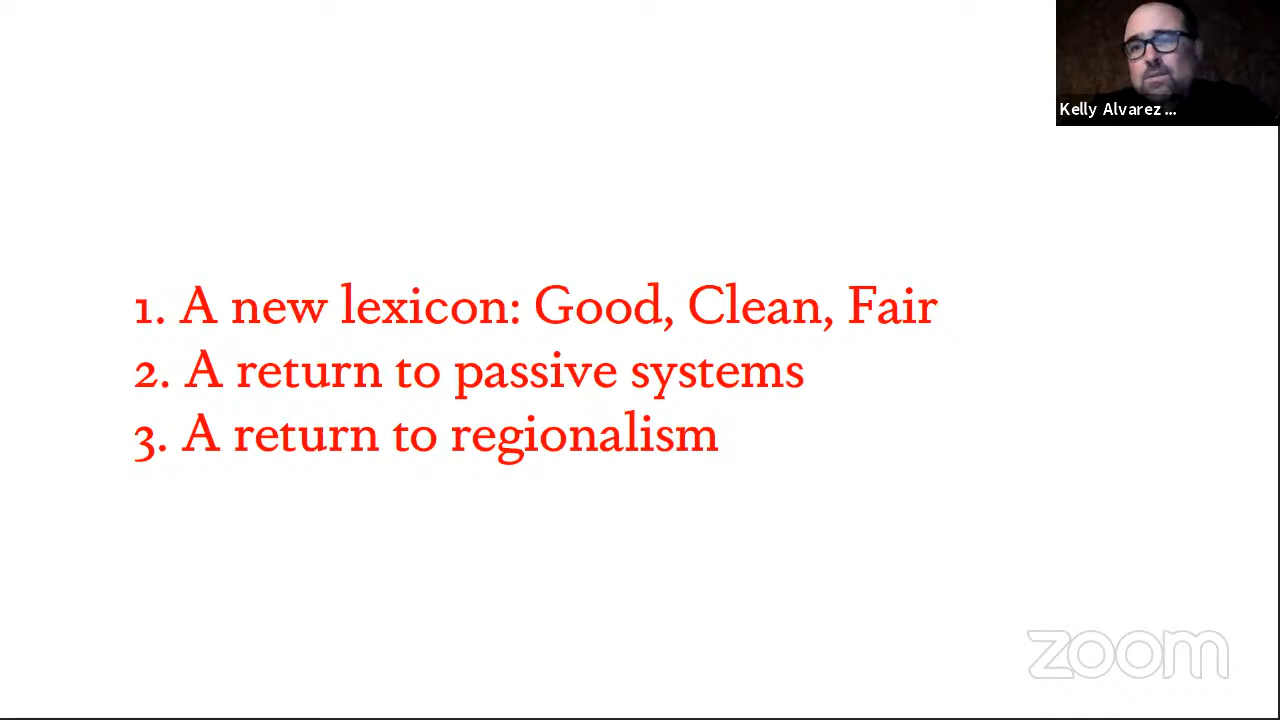 Kelly Alvarez ...
1. A new lexicon: Good, Clean, Fair
2. A return to passive systems
3. A return to regionalism
zoom